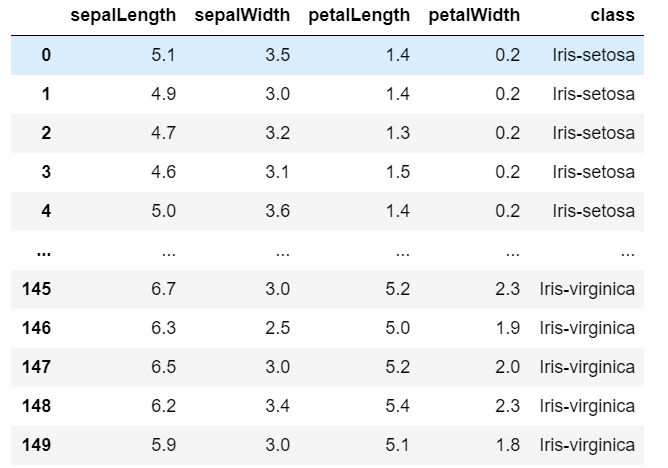 sepalLength sepalWidth petalLength petalWidth class
0 5.1 3.5 1.4 0.2 Iris-setosa
1 4.9 3.0 1.4 0.2 Iris-setosa
2 4.7 3.2 1.3 0.2 Iris-setosa
3 4.6 3.1 1.5 0.2 Iris-setosa
4 5.0 3.6 1.4 0.2 Iris-setosa
... ... ... ... ... ...
145 6.7 3.0 5.2 2.3 Iris-virginica
146 6.3 2.5 5.0 1.9 Iris-virginica
147 6.5 3.0 5.2 2.0 Iris-virginica
148 6.2 3.4 5.4 2.3 Iris-virginica
149 5.9 3.0 5.1 1.8 Iris-virginica